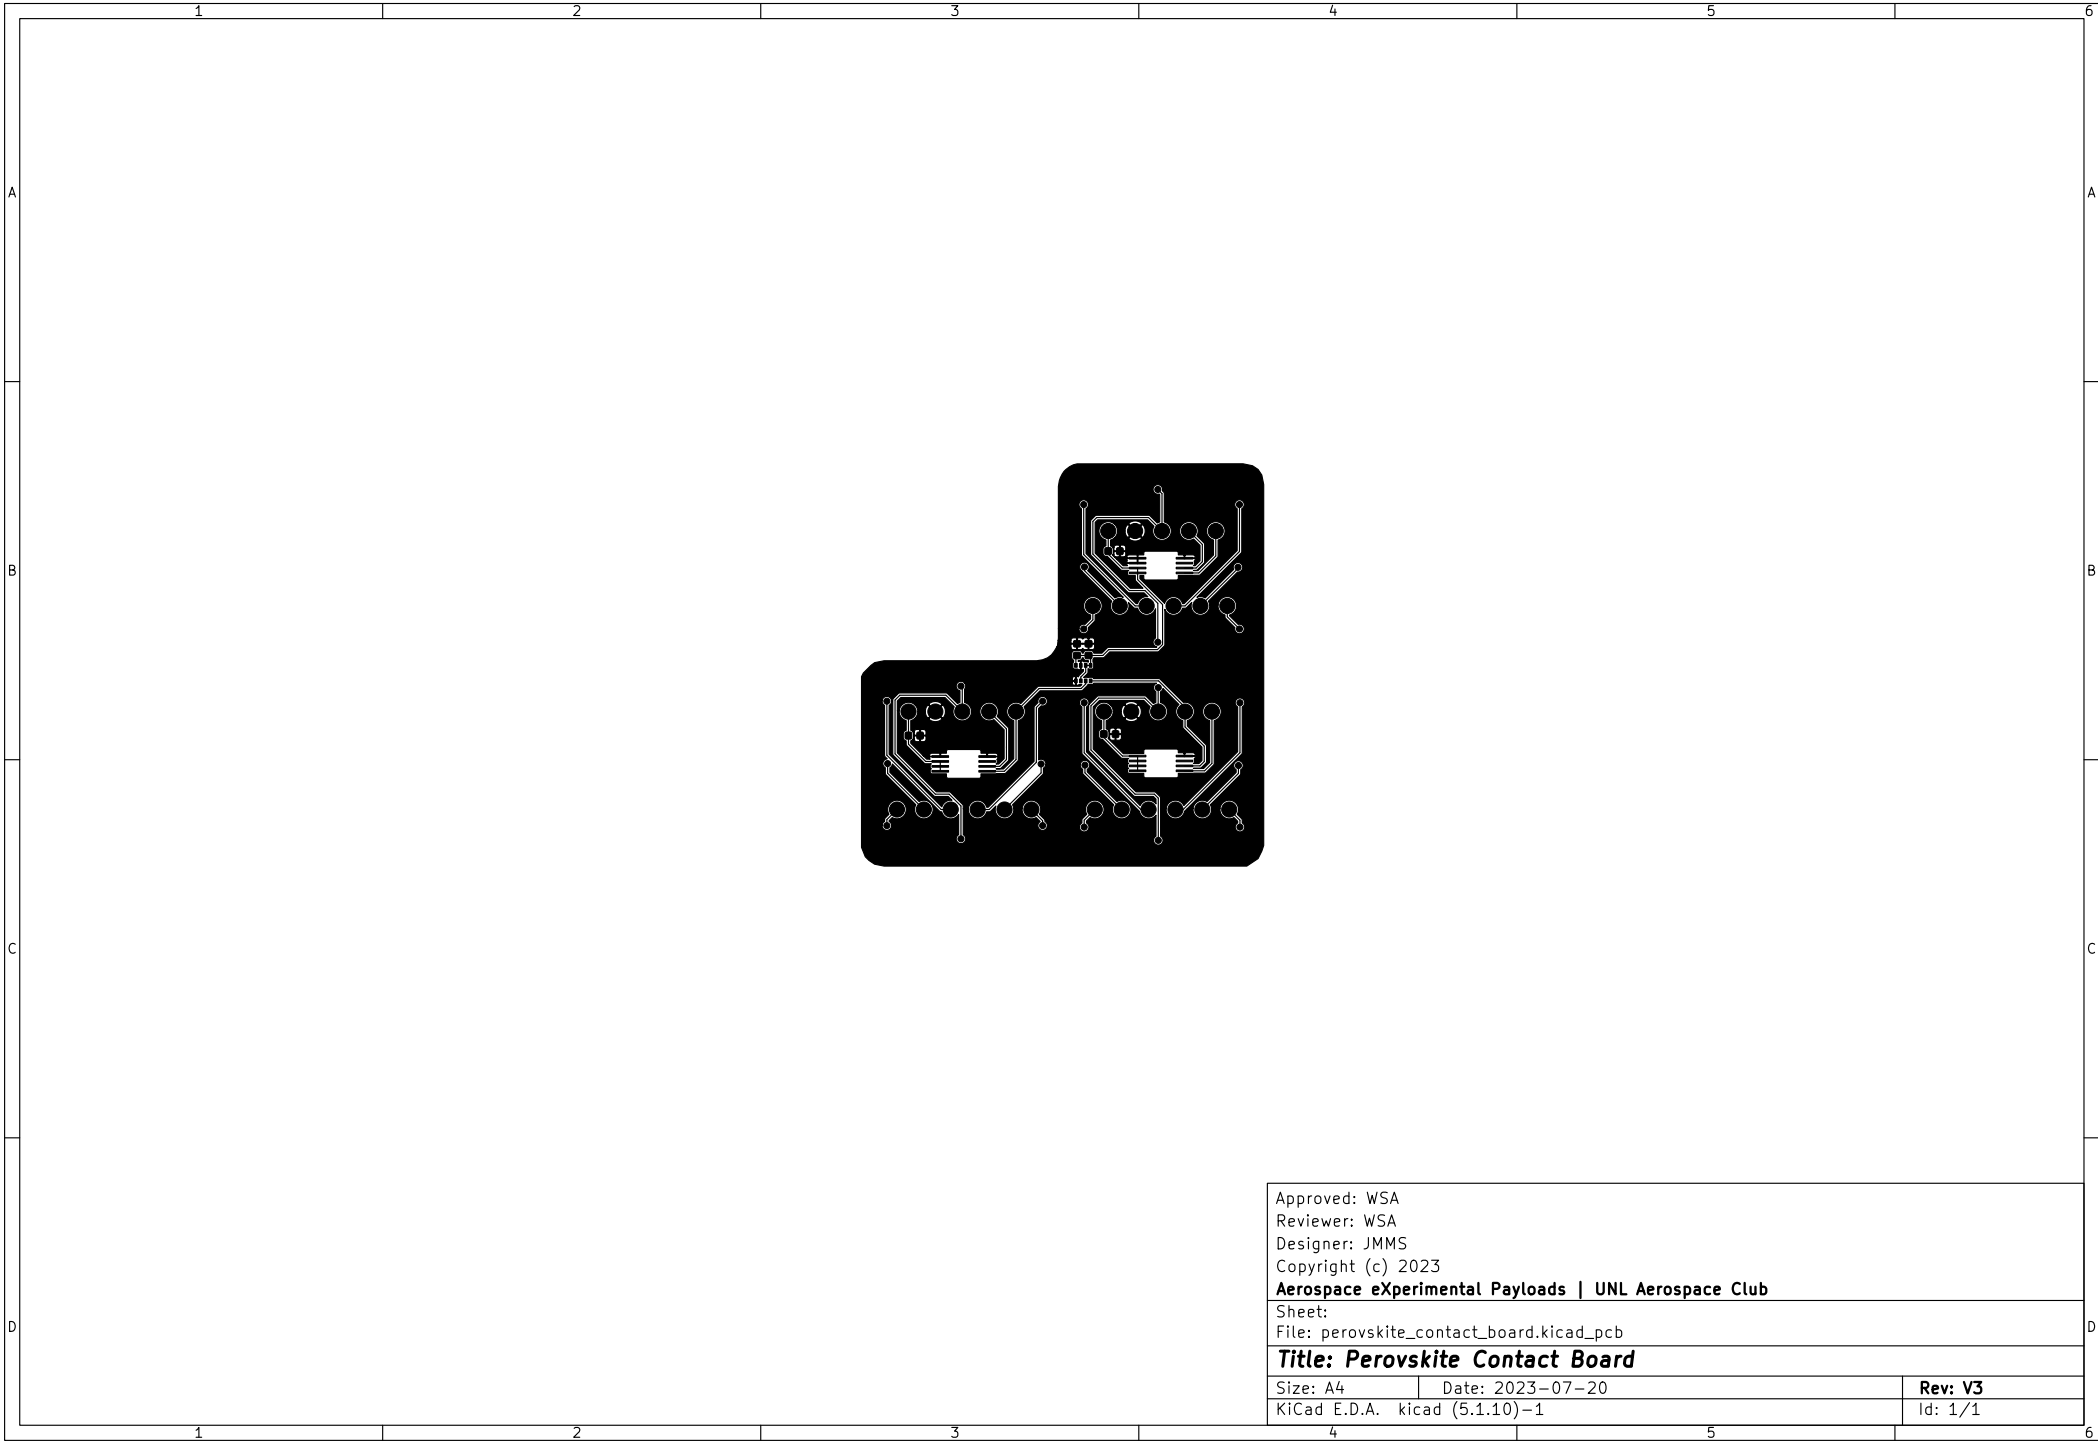 1 2 3 4 5 6
A A
B B
C C
D D
Approved: WSA
Reviewer: WSA
Designer: JMMS
Copyright (c) 2023
Aerospace eXperimental Payloads | UNL Aerospace Club
Sheet:
File: perovskite_contact_board.kicad_pcb
Title: Perovskite Contact Board
Size: A4 Date: 2023-07-20 Rev: V3
KiCad E.D.A. kicad (5.1.10)-1 Id: 1/1
1 2 3 4 5 6